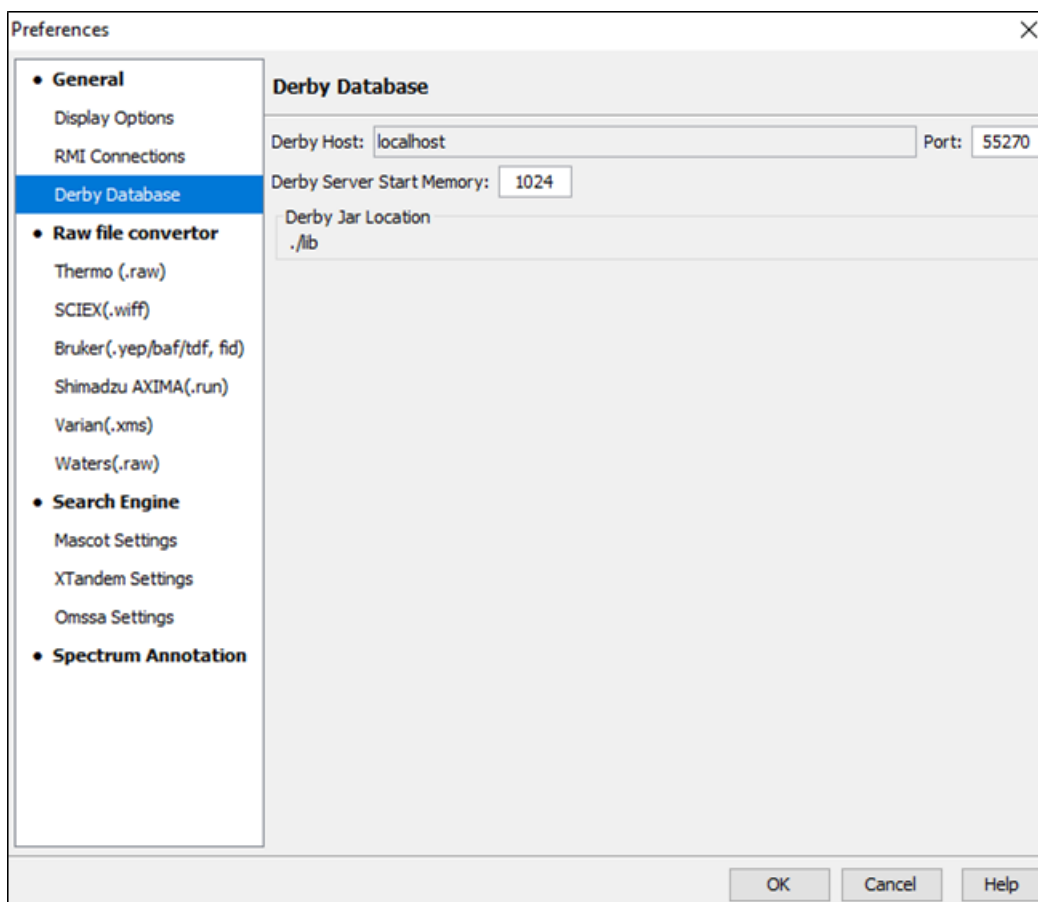 Preferences
• General
Display Options
RMI Connections
Derby Database
• Raw file convertor
Thermo (.raw)
SCIEX(.wiff)
Bruker(.yep/baf/tdf, fid)
Shimadzu AXIMA(.run)
Varian(.xms)
Waters(.raw)
• Search Engine
Mascot Settings
XTandem Settings
Omssa Settings
• Spectrum Annotation
Derby Database
Derby Host: localhost Port: 55270
Derby Server Start Memory: 1024
Derby Jar Location
./lib
OK Cancel Help